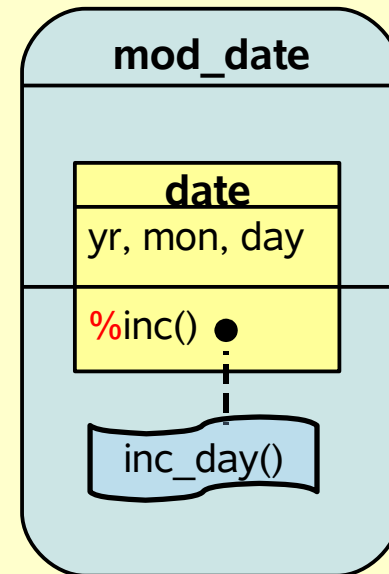 mod_date
date
yr, mon, day
%inc()
inc_day()